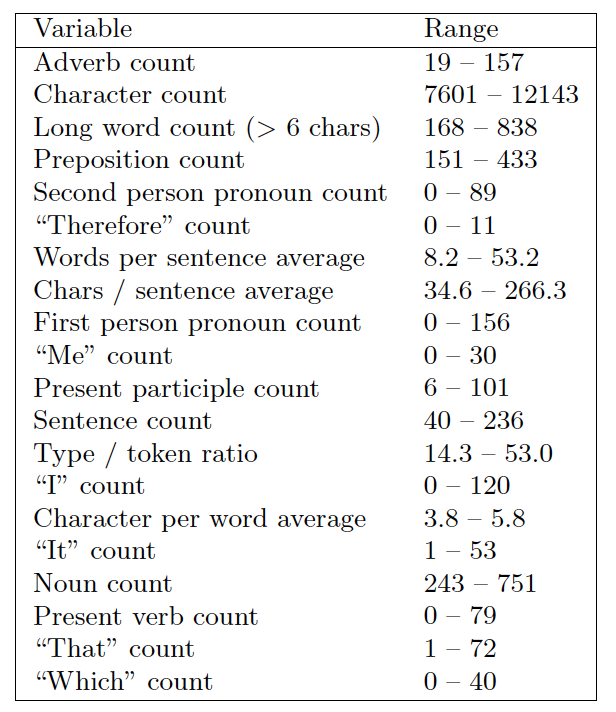 Variable Range
Adverb count 19 – 157
Character count 7601 – 12143
Long word count (> 6 chars) 168 – 838
Preposition count 151 – 433
Second person pronoun count 0 – 89
“Therefore” count 0 – 11
Words per sentence average 8.2 – 53.2
Chars / sentence average 34.6 – 266.3
First person pronoun count 0 – 156
“Me” count 0 – 30
Present participle count 6 – 101
Sentence count 40 – 236
Type / token ratio 14.3 – 53.0
“I” count 0 – 120
Character per word average 3.8 – 5.8
“It” count 1 – 53
Noun count 243 – 751
Present verb count 0 – 79
“That” count 1 – 72
“Which” count 0 – 40